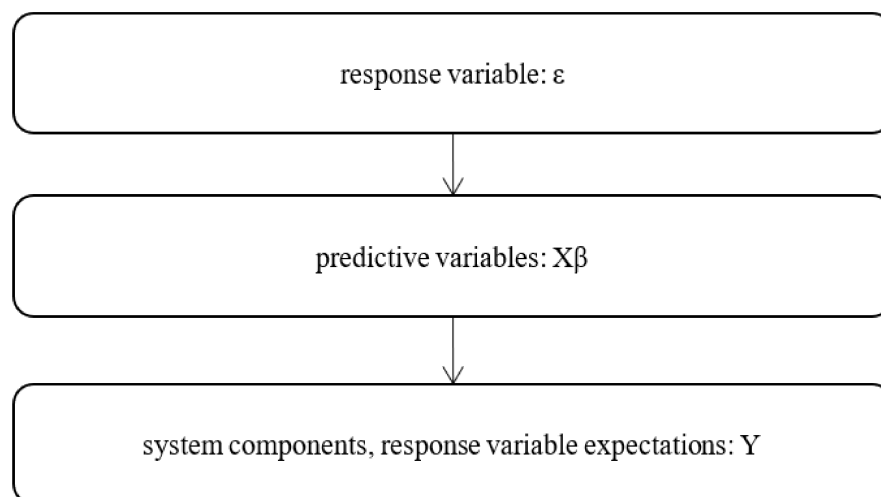 response variable: ε
predictive variables: Xβ
system components, response variable expectations: Y